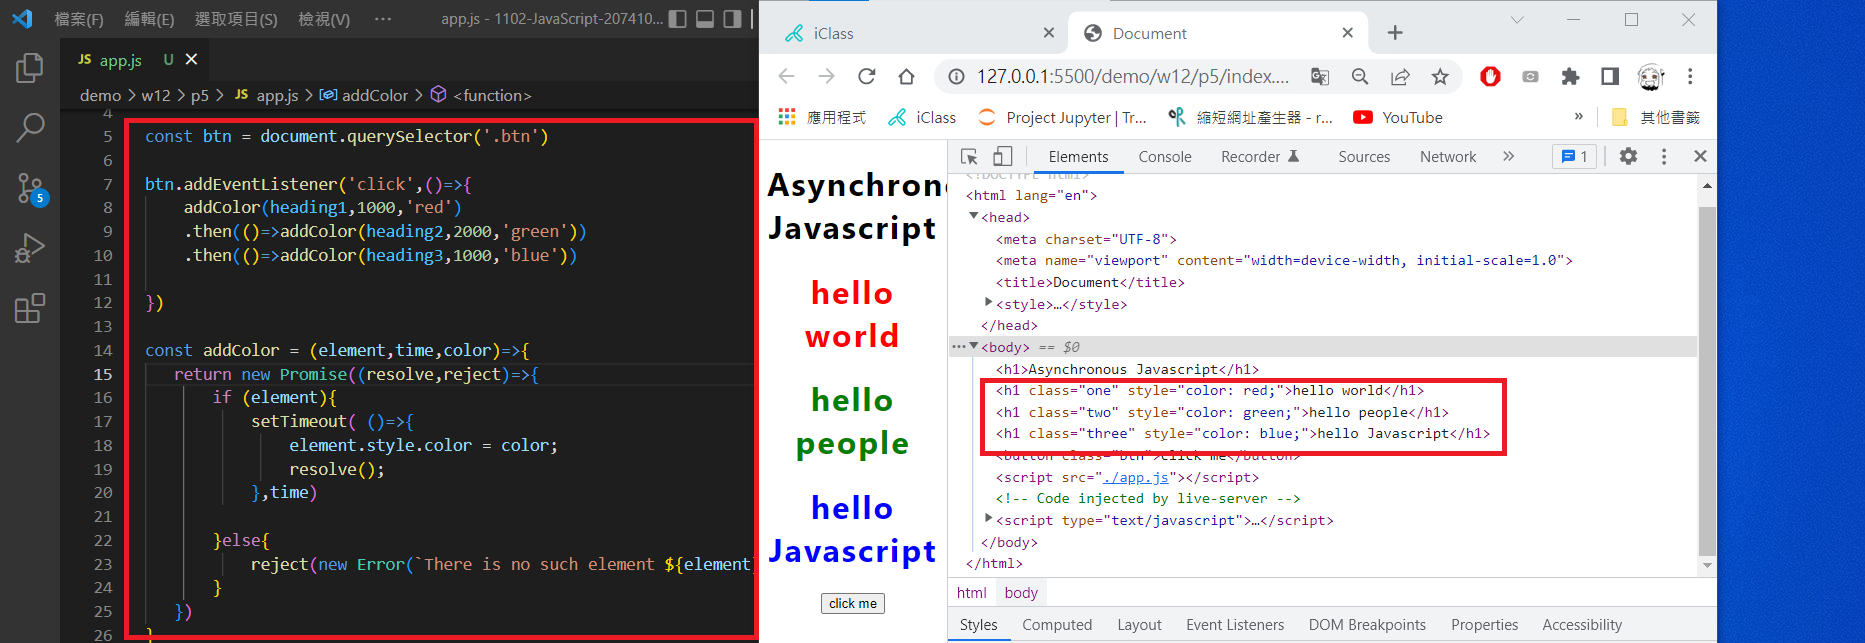 檔案(F) 編輯(E) 選取項目(S) 檢視(V) ··· app.js - 1102-JavaScript-207410...
JS app.js U
demo > w12 > p5 > JS app.js > addColor > <function>
4
5 const btn = document.querySelector('.btn')
6
7 btn.addEventListener('click',()=>{
8 addColor(heading1,1000,'red')
9 .then(()=>addColor(heading2,2000,'green'))
10 .then(()=>addColor(heading3,1000,'blue'))
11
12 })
13
14 const addColor = (element,time,color)=>{
15 return new Promise((resolve,reject)=>{
16 if (element){
17 setTimeout( ()=>{
18 element.style.color = color;
19 resolve();
20 },time)
21
22 }else{
23 reject(new Error(`There is no such element ${element}
24 }
25 })
26 }
5
iClass
Document
127.0.0.1:5500/demo/w12/p5/index....
應用程式 iClass Project Jupyter | Tr... 縮短網址產生器 - r... YouTube » 其他書籤
Asynchrono
Javascript
hello
world
hello
people
hello
Javascript
click me
Elements Console Recorder Sources Network » 1
<!DOCTYPE html>
<html lang="en">
<head>
<meta charset="UTF-8">
<meta name="viewport" content="width=device-width, initial-scale=1.0">
<title>Document</title>
<style>…</style>
</head>
<body> == $0
<h1>Asynchronous Javascript</h1>
<h1 class="one" style="color: red;">hello world</h1>
<h1 class="two" style="color: green;">hello people</h1>
<h1 class="three" style="color: blue;">hello Javascript</h1>
<button class="btn">click me</button>
<script src="./app.js"></script>
<!-- Code injected by live-server -->
<script type="text/javascript">…</script>
</body>
</html>
html body
Styles Computed Layout Event Listeners DOM Breakpoints Properties Accessibility